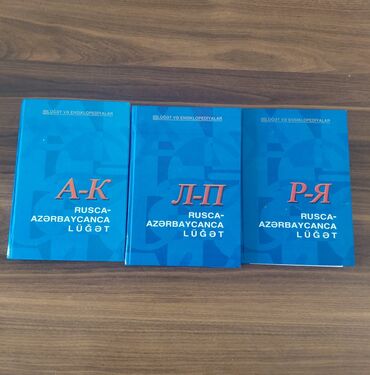 LÜĞƏT VƏ ENSİKLOPEDİYALAR
А-К
RUSCA-
AZƏRBAYCANCA
LÜĞƏT
LÜĞƏT VƏ ENSİKLOPEDİYALAR
Л-П
RUSCA-
AZƏRBAYCANCA
LÜĞƏT
LÜĞƏT VƏ ENSİKLOPEDİYALAR
Р-Я
RUSCA-
AZƏRBAYCANCA
LÜĞƏT